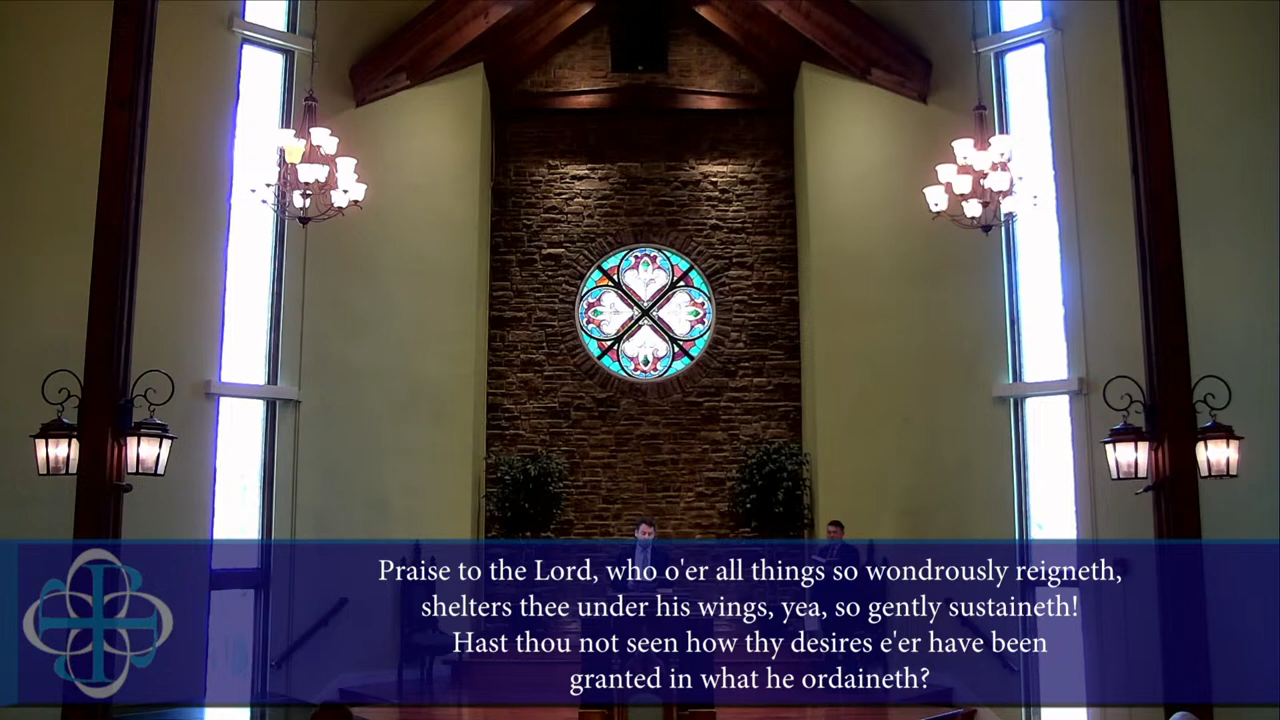 Praise to the Lord, who o'er all things so wondrously reigneth,
shelters thee under his wings, yea, so gently sustaineth!
Hast thou not seen how thy desires e'er have been
granted in what he ordaineth?